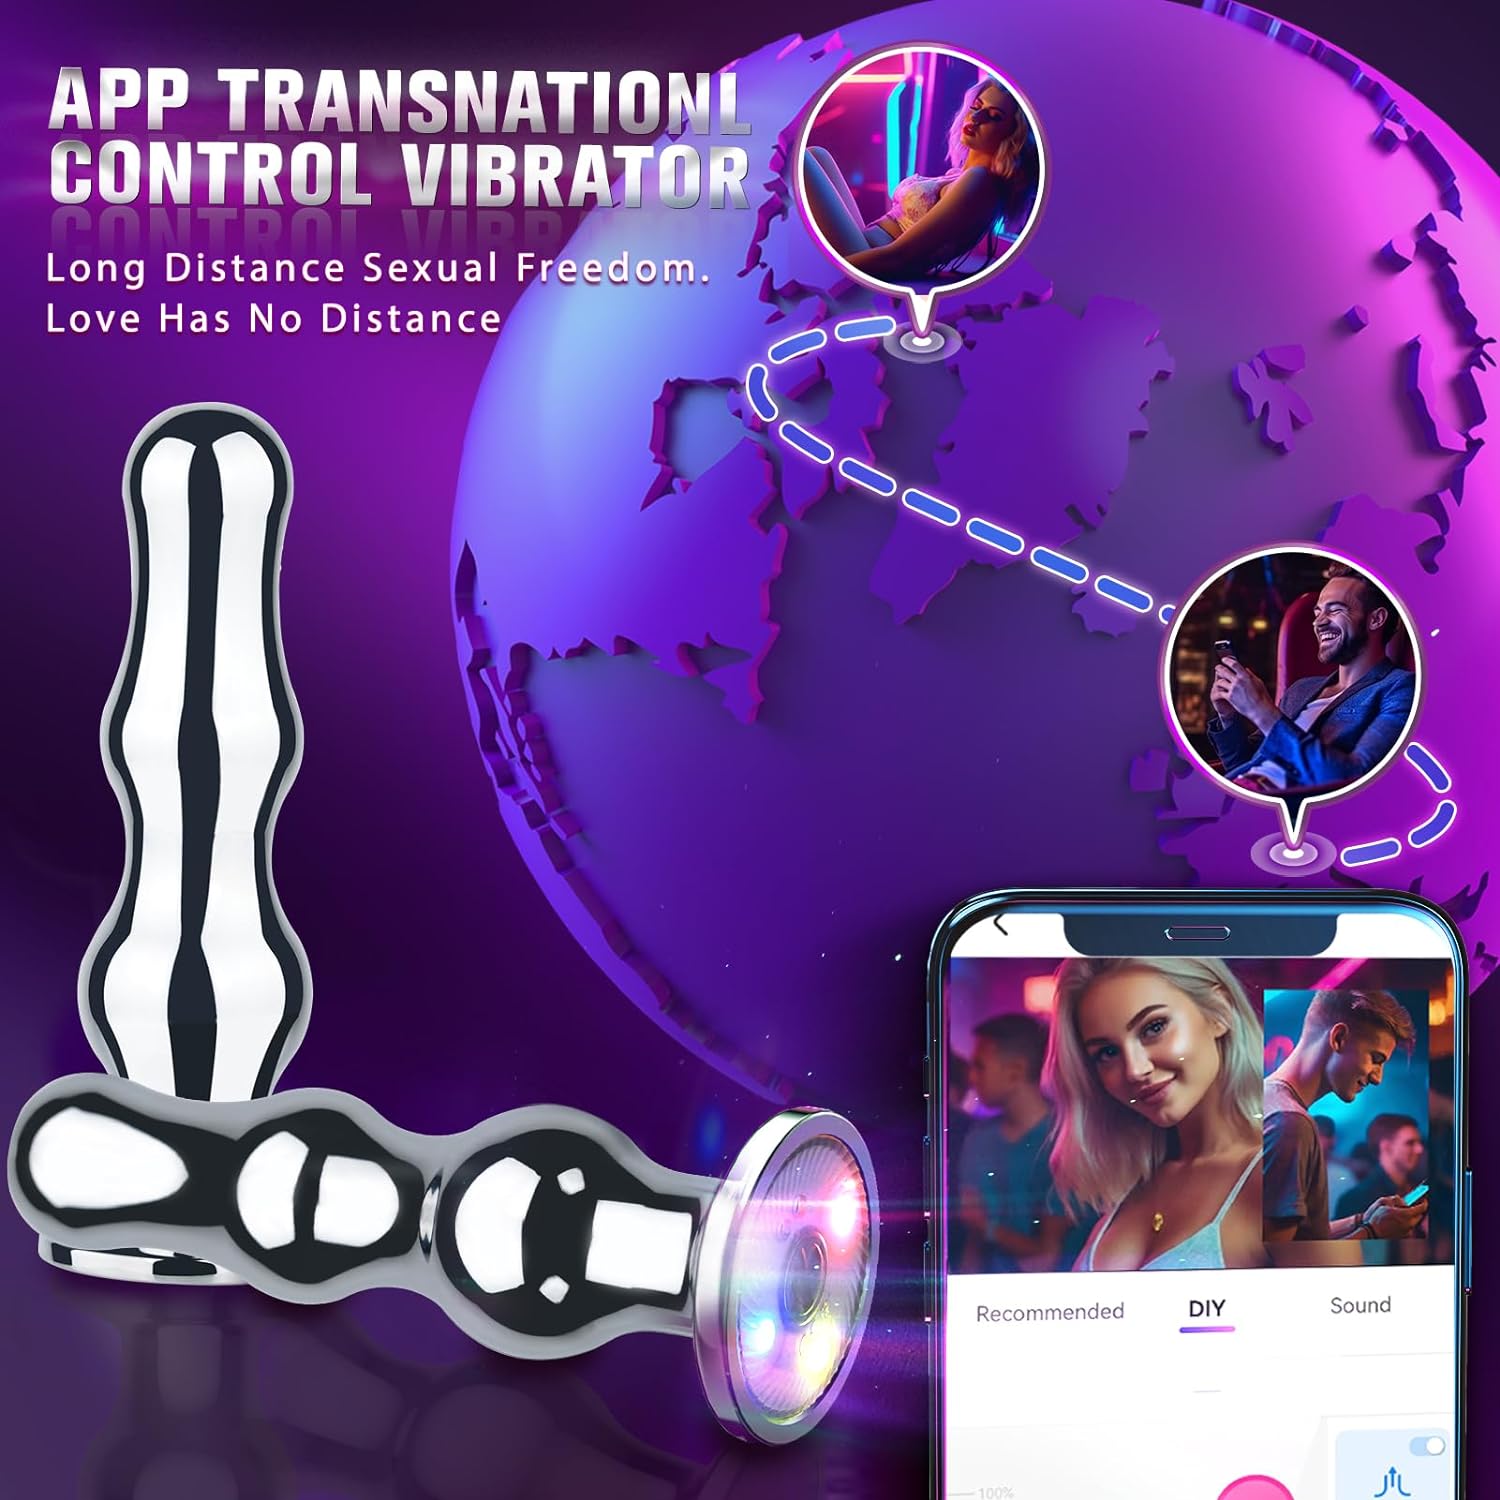 APP TRANSNATIONL
CONTROL VIBRATOR
Long Distance Sexual Freedom.
Love Has No Distance
Recommended DIY Sound
100%